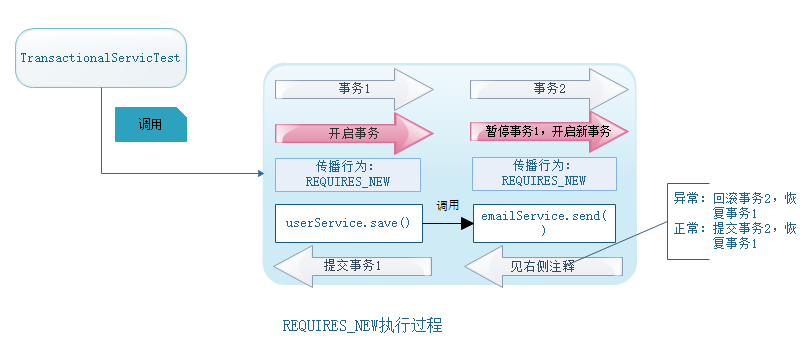 TransactionalServicTest
调用
事务1
事务2
开启事务
暂停事务1，开启新事务
传播行为：
REQUIRES_NEW
传播行为：
REQUIRES_NEW
userService.save()
调用
emailService.send(
)
提交事务1
见右侧注释
异常：回滚事务2，恢
复事务1
正常：提交事务2，恢
复事务1
REQUIRES_NEW执行过程